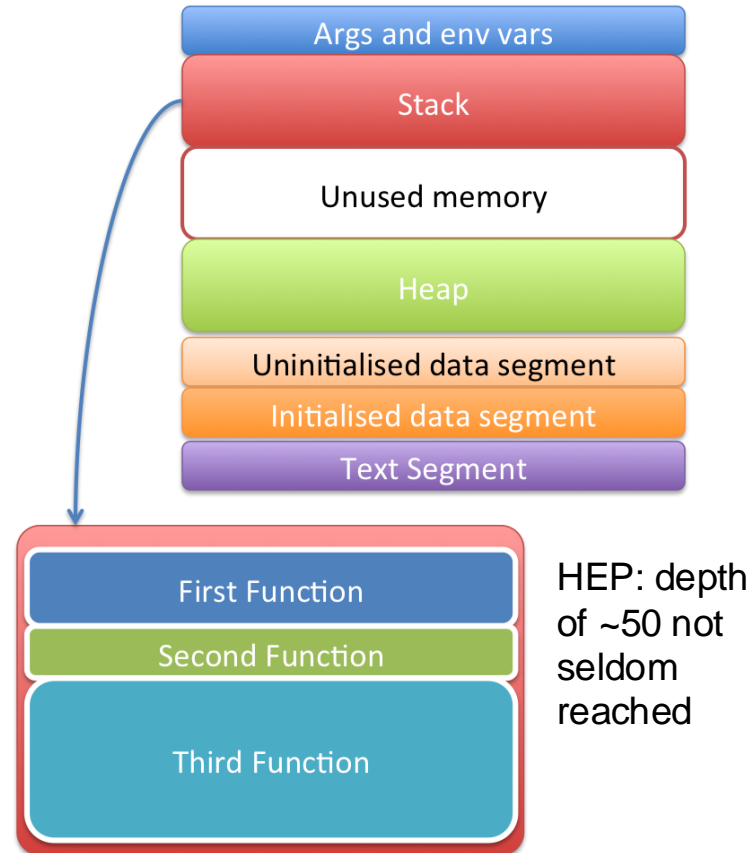 Args and env vars
Stack
Unused memory
Heap
Uninitialised data segment
Initialised data segment
Text Segment
First Function
Second Function
Third Function
HEP: depth
of ~50 not
seldom
reached